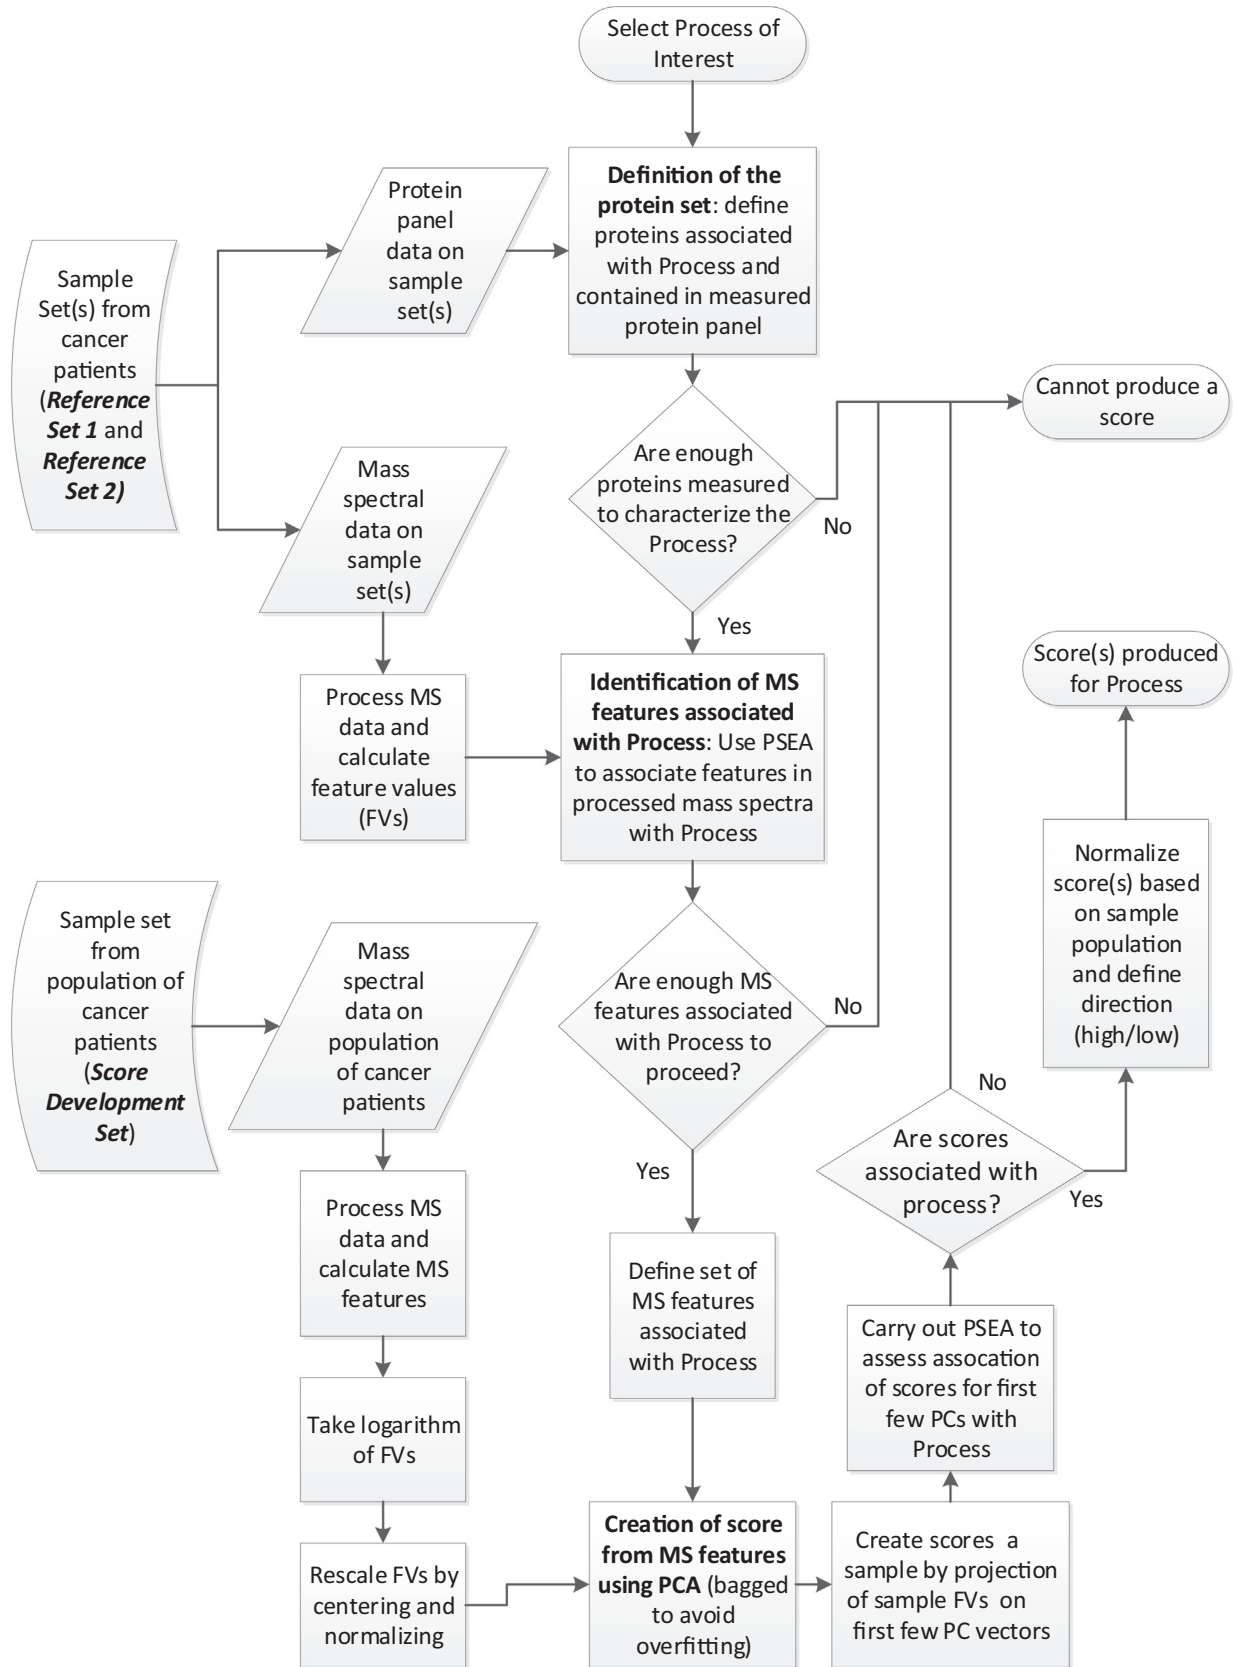 Select Process of
Interest
Definition of the
protein set: define
proteins associated
with Process and
contained in measured
protein panel
Protein
panel
data on
sample
set(s)
Sample
Set(s) from
cancer
patients
(Reference
Set 1 and
Reference
Set 2)
Cannot produce a
score
Are enough
proteins measured
to characterize the
Process?
No
Yes
Mass
spectral
data on
sample
set(s)
Process MS
data and
calculate
feature values
(FVs)
Identification of MS
features associated
with Process: Use PSEA
to associate features in
processed mass spectra
with Process
Score(s) produced
for Process
Normalize
score(s) based
on sample
population
and define
direction
(high/low)
Sample set
from
population of
cancer
patients
(Score
Development
Set)
Mass
spectral
data on
population
of cancer
patients
Are enough MS
features associated
with Process to
proceed?
No
Yes
No
Are scores
associated with
process?
Yes
Process MS
data and
calculate MS
features
Define set of
MS features
associated
with Process
Carry out PSEA to
assess assocation
of scores for first
few PCs with
Process
Take logarithm
of FVs
Rescale FVs by
centering and
normalizing
Creation of score
from MS features
using PCA (bagged
to avoid
overfitting)
Create scores a
sample by projection
of sample FVs on
first few PC vectors